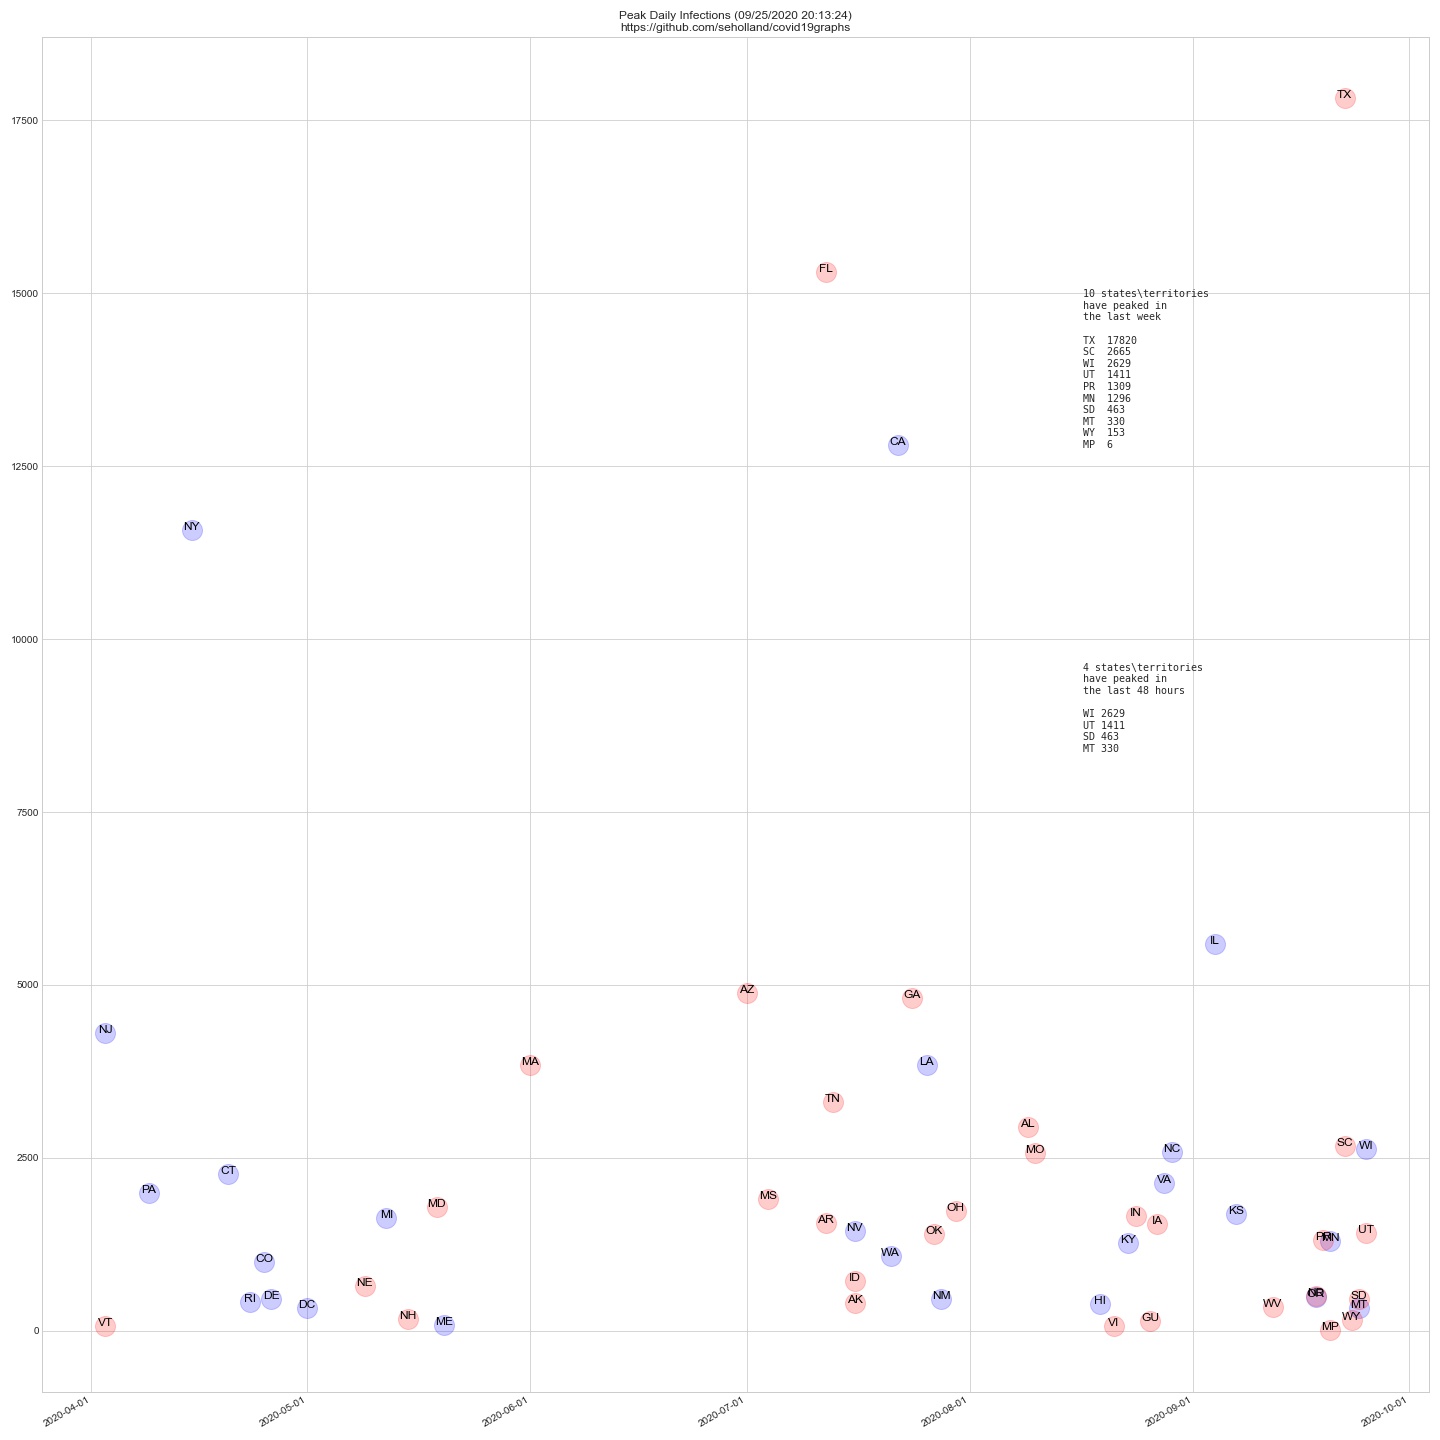 Peak Daily Infections (09/25/2020 20:13:24)
https://github.com/seholland/covid19graphs
TX
17500
FL
15000
10 states\territories
have peaked in
the last week
TX  17820
SC  2665
WI  2629
UT  1411
PR  1309
MN  1296
SD  463
MT  330
WY  153
MP  6
CA
12500
NY
10000
4 states\territories
have peaked in
the last 48 hours
WI 2629
UT 1411
SD 463
MT 330
7500
IL
5000
AZ
GA
NJ
MA
LA
TN
AL
MO
NC
SC
WI
2500
CT
VA
PA
MS
MD
OH
KS
MI
AR
IN
IA
NV
OK
UT
KY
PR
MN
WA
CO
ID
NE
RI
DE
DC
AK
NM
HI
WV
SD
MT
NH
ME
VT
VI
GU
WY
MP
0
2020-04-01
2020-05-01
2020-06-01
2020-07-01
2020-08-01
2020-09-01
2020-10-01